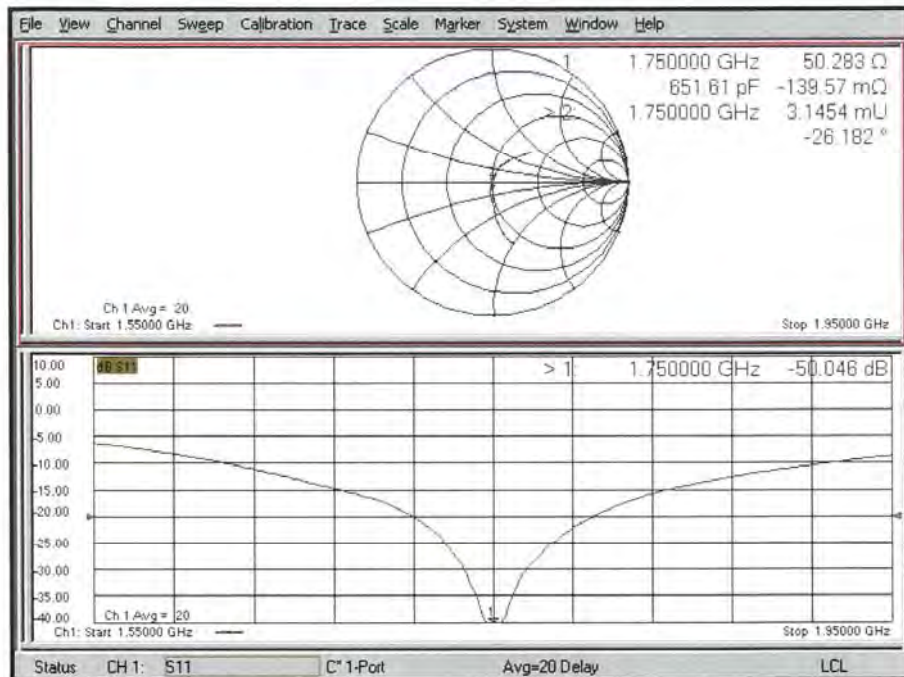 File View Channel Sweep Calibration Trace Scale Marker System Window Help
1 1.750000 GHz 50.283 Ω
651.61 pF -139.57 mΩ
> 2: 1.750000 GHz 3.1454 mU
-26.182 °
Ch 1 Avg = 20
Ch1: Start 1.55000 GHz
Stop 1.95000 GHz
10.00 dB S11 > 1: 1.750000 GHz -50.046 dB
5.00
0.00
-5.00
-10.00
-15.00
-20.00
-25.00
-30.00
-35.00
-40.00
1
Ch 1 Avg = 20
Ch1: Start 1.55000 GHz
Stop 1.95000 GHz
Status CH 1: S11 C* 1-Port Avg=20 Delay LCL